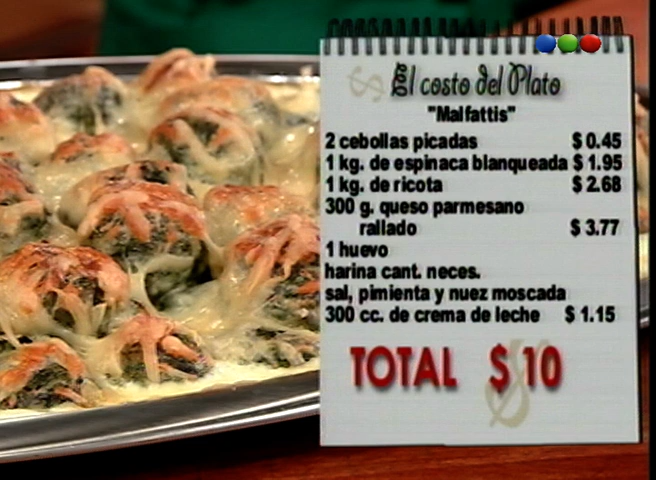 El costo del Plato
"Malfattis"
2 cebollas picadas $ 0.45
1 kg. de espinaca blanqueada $ 1.95
1 kg. de ricota $ 2.68
300 g. queso parmesano
rallado $ 3.77
1 huevo
harina cant. neces.
sal, pimienta y nuez moscada
300 cc. de crema de leche $ 1.15
TOTAL $ 10